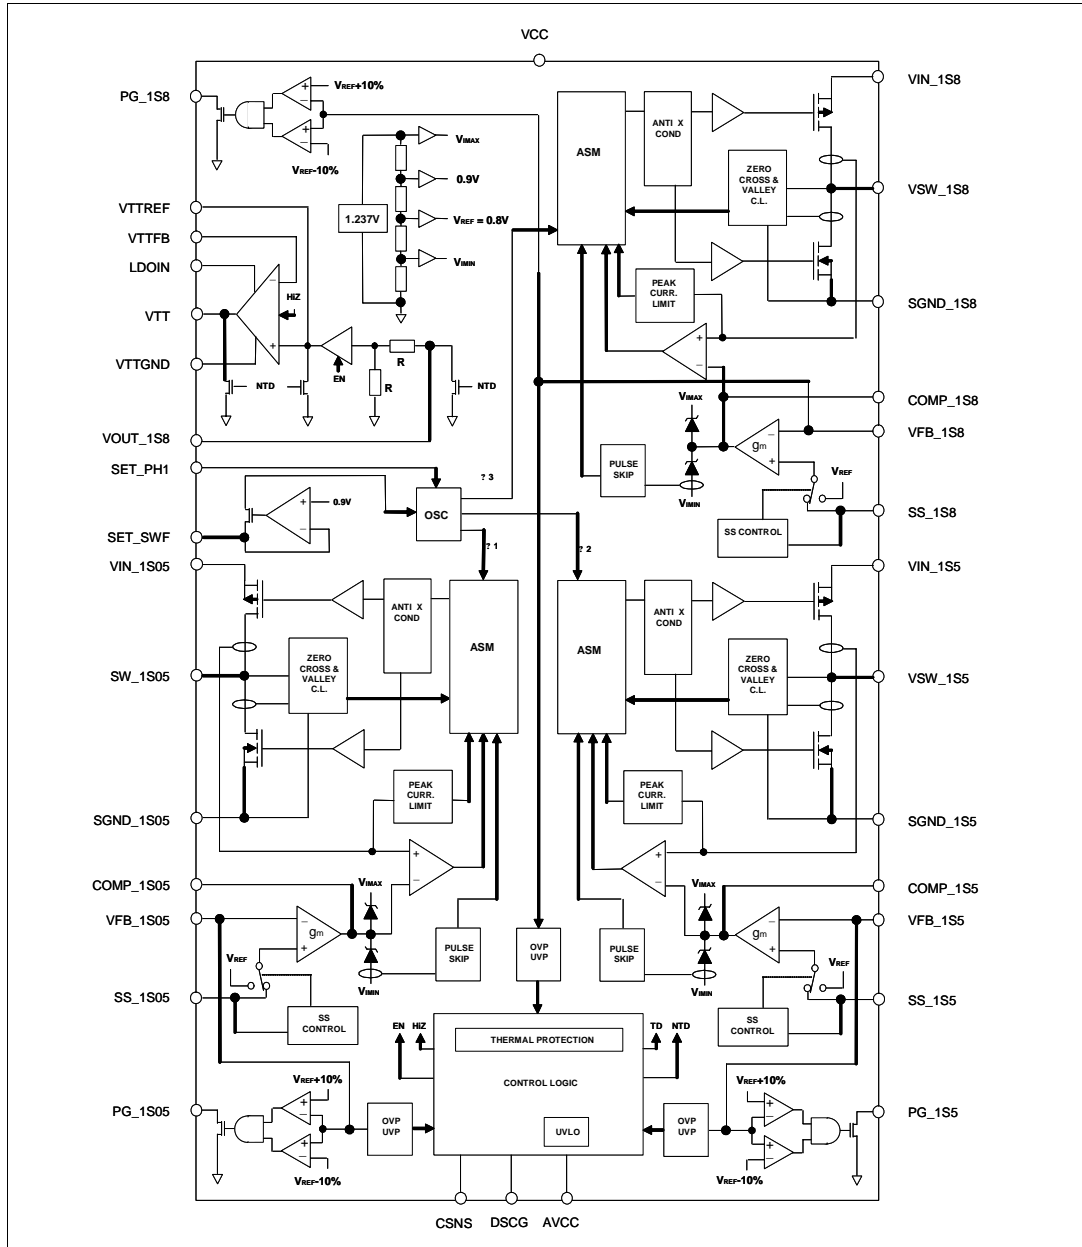 VCC
PG_1S8
VREF+10%
VREF-10%
VIMAX
0.9V
VREF = 0.8V
VIMIN
1.237V
ASM
ANTI X
COND
ZERO
CROSS &
VALLEY
C.L.
PEAK
CURR.
LIMIT
VIN_1S8
VSW_1S8
SGND_1S8
VTTREF
VTTFB
LDOIN
VTT
VTTGND
HiZ
NTD
EN
R
R
NTD
VOUT_1S8
SET_PH1
SET_SWF
0.9V
OSC
? 3
? 1
? 2
VIMAX
VIMIN
PULSE
SKIP
gm
VREF
SS CONTROL
COMP_1S8
VFB_1S8
SS_1S8
VIN_1S05
SW_1S05
SGND_1S05
COMP_1S05
VFB_1S05
SS_1S05
PG_1S05
ANTI X
COND
ASM
ZERO
CROSS &
VALLEY
C.L.
PEAK
CURR.
LIMIT
VIMAX
VIMIN
gm
VREF
SS
CONTROL
PULSE
SKIP
OVP
UVP
ASM
ANTI X
COND
ZERO
CROSS &
VALLEY
C.L.
PEAK
CURR.
LIMIT
PULSE
SKIP
VIMAX
VIMIN
gm
VREF
SS
CONTROL
VIN_1S5
VSW_1S5
SGND_1S5
COMP_1S5
VFB_1S5
SS_1S5
PG_1S5
EN
HiZ
TD
NTD
THERMAL PROTECTION
CONTROL LOGIC
UVLO
VREF+10%
VREF-10%
OVP
UVP
OVP
UVP
VREF+10%
VREF-10%
CSNS
DSCG
AVCC